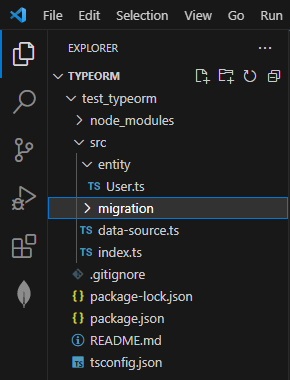 File Edit Selection View Go Run
EXPLORER
TYPEORM
test_typeorm
node_modules
src
entity
TS User.ts
migration
TS data-source.ts
TS index.ts
.gitignore
{} package-lock.json
{} package.json
README.md
TS tsconfig.json